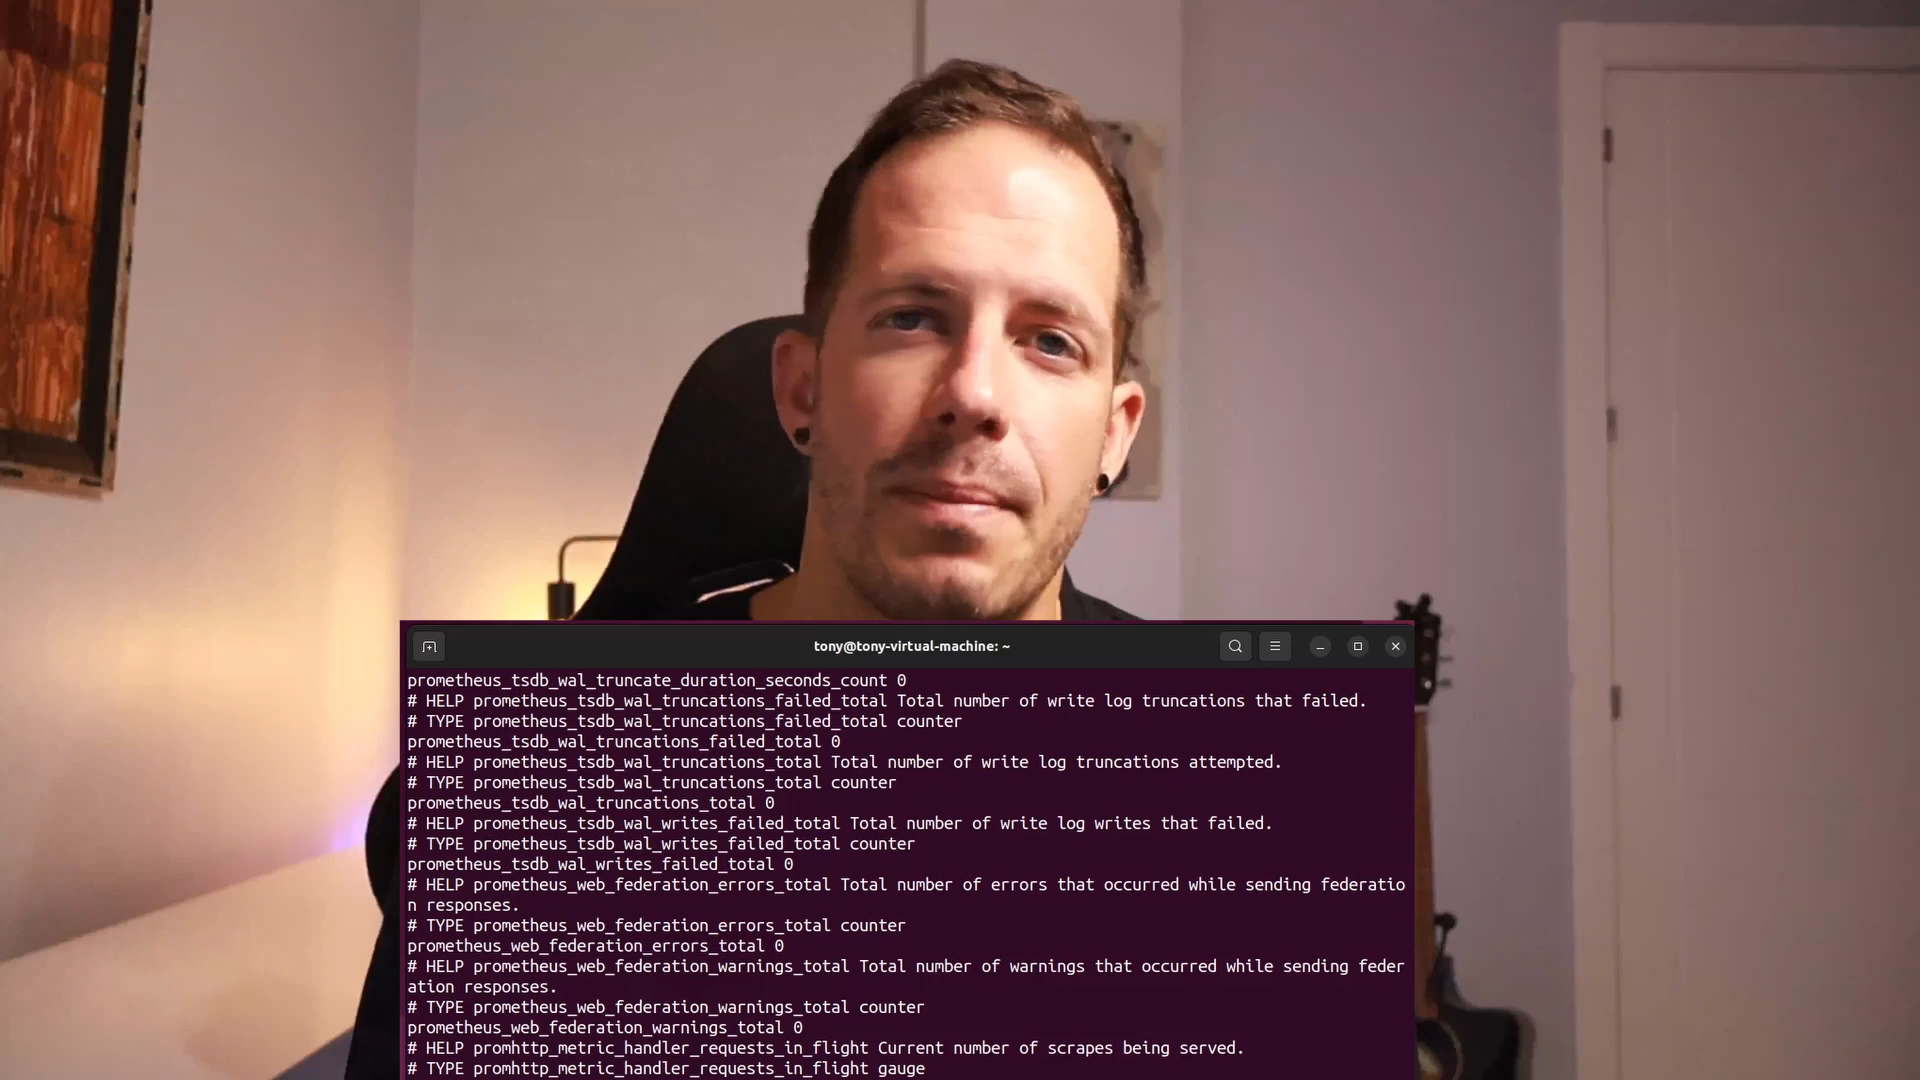 tony@tony-virtual-machine: ~
prometheus_tsdb_wal_truncate_duration_seconds_count 0
# HELP prometheus_tsdb_wal_truncations_failed_total Total number of write log truncations that failed.
# TYPE prometheus_tsdb_wal_truncations_failed_total counter
prometheus_tsdb_wal_truncations_failed_total 0
# HELP prometheus_tsdb_wal_truncations_total Total number of write log truncations attempted.
# TYPE prometheus_tsdb_wal_truncations_total counter
prometheus_tsdb_wal_truncations_total 0
# HELP prometheus_tsdb_wal_writes_failed_total Total number of write log writes that failed.
# TYPE prometheus_tsdb_wal_writes_failed_total counter
prometheus_tsdb_wal_writes_failed_total 0
# HELP prometheus_web_federation_errors_total Total number of errors that occurred while sending federatio
n responses.
# TYPE prometheus_web_federation_errors_total counter
prometheus_web_federation_errors_total 0
# HELP prometheus_web_federation_warnings_total Total number of warnings that occurred while sending feder
ation responses.
# TYPE prometheus_web_federation_warnings_total counter
prometheus_web_federation_warnings_total 0
# HELP promhttp_metric_handler_requests_in_flight Current number of scrapes being served.
# TYPE promhttp_metric_handler_requests_in_flight gauge